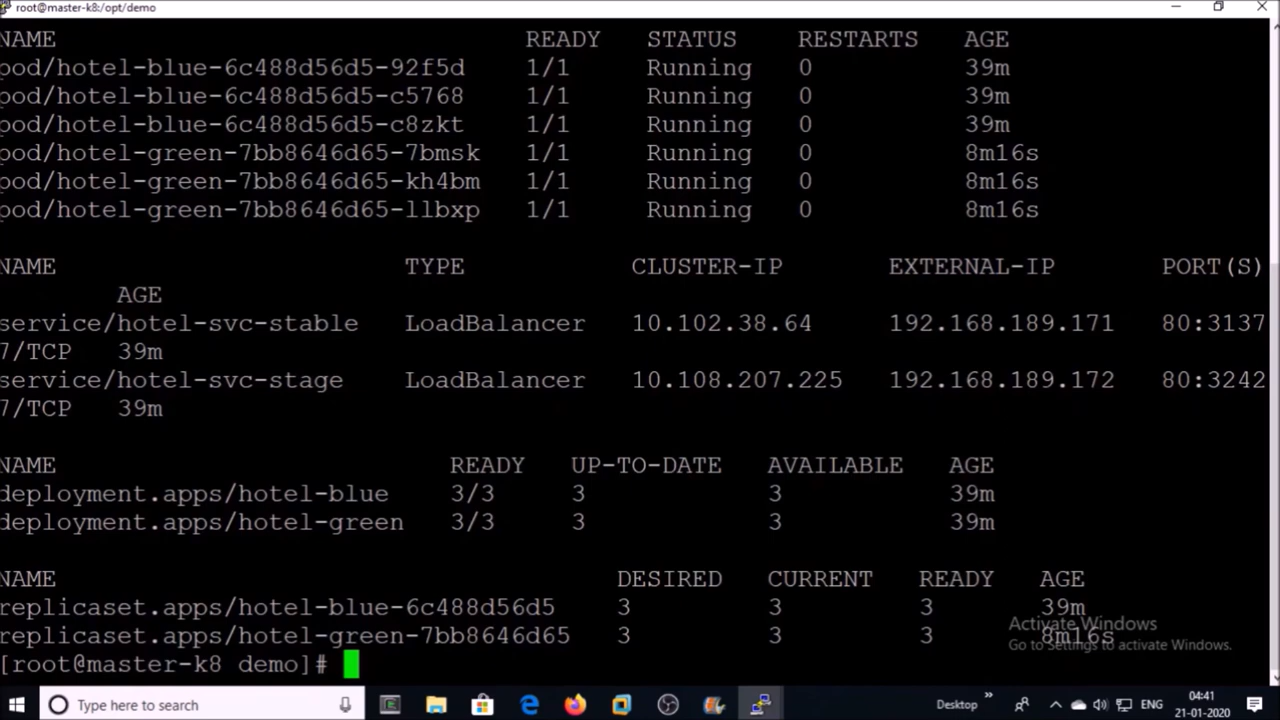 root@master-k8:/opt/demo
NAME READY STATUS RESTARTS AGE
pod/hotel-blue-6c488d56d5-92f5d 1/1 Running 0 39m
pod/hotel-blue-6c488d56d5-c5768 1/1 Running 0 39m
pod/hotel-blue-6c488d56d5-c8zkt 1/1 Running 0 39m
pod/hotel-green-7bb8646d65-7bmsk 1/1 Running 0 8m16s
pod/hotel-green-7bb8646d65-kh4bm 1/1 Running 0 8m16s
pod/hotel-green-7bb8646d65-llbxp 1/1 Running 0 8m16s
NAME TYPE CLUSTER-IP EXTERNAL-IP PORT(S)
AGE
service/hotel-svc-stable LoadBalancer 10.102.38.64 192.168.189.171 80:3137
7/TCP 39m
service/hotel-svc-stage LoadBalancer 10.108.207.225 192.168.189.172 80:3242
7/TCP 39m
NAME READY UP-TO-DATE AVAILABLE AGE
deployment.apps/hotel-blue 3/3 3 3 39m
deployment.apps/hotel-green 3/3 3 3 39m
NAME DESIRED CURRENT READY AGE
replicaset.apps/hotel-blue-6c488d56d5 3 3 3 39m
replicaset.apps/hotel-green-7bb8646d65 3 3 3 8m16s
[root@master-k8 demo]#
Activate Windows
Go to Settings to activate Windows.
Type here to search
Desktop
ENG
04:41
21-01-2020